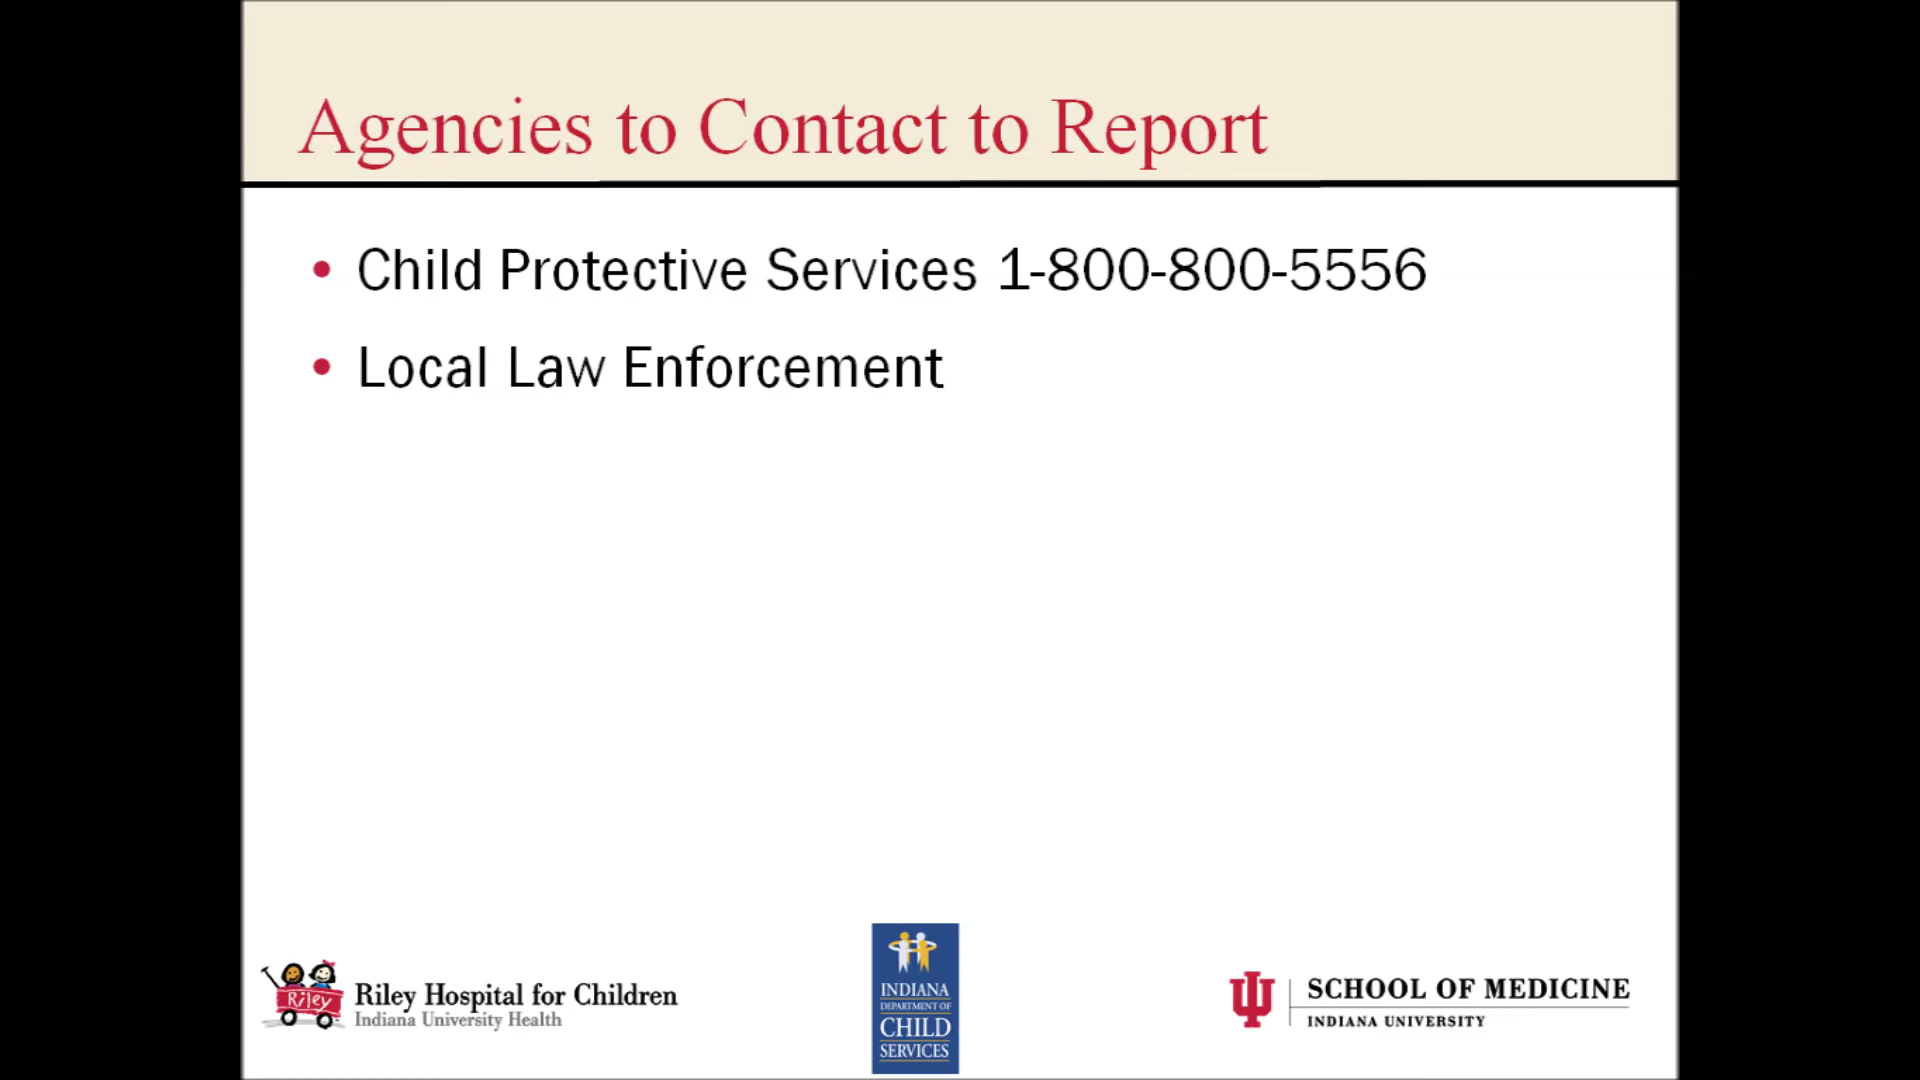 Agencies to Contact to Report
• Child Protective Services 1-800-800-5556
• Local Law Enforcement
Riley
Riley Hospital for Children
Indiana University Health
INDIANA
DEPARTMENT OF
CHILD
SERVICES
SCHOOL OF MEDICINE
INDIANA UNIVERSITY